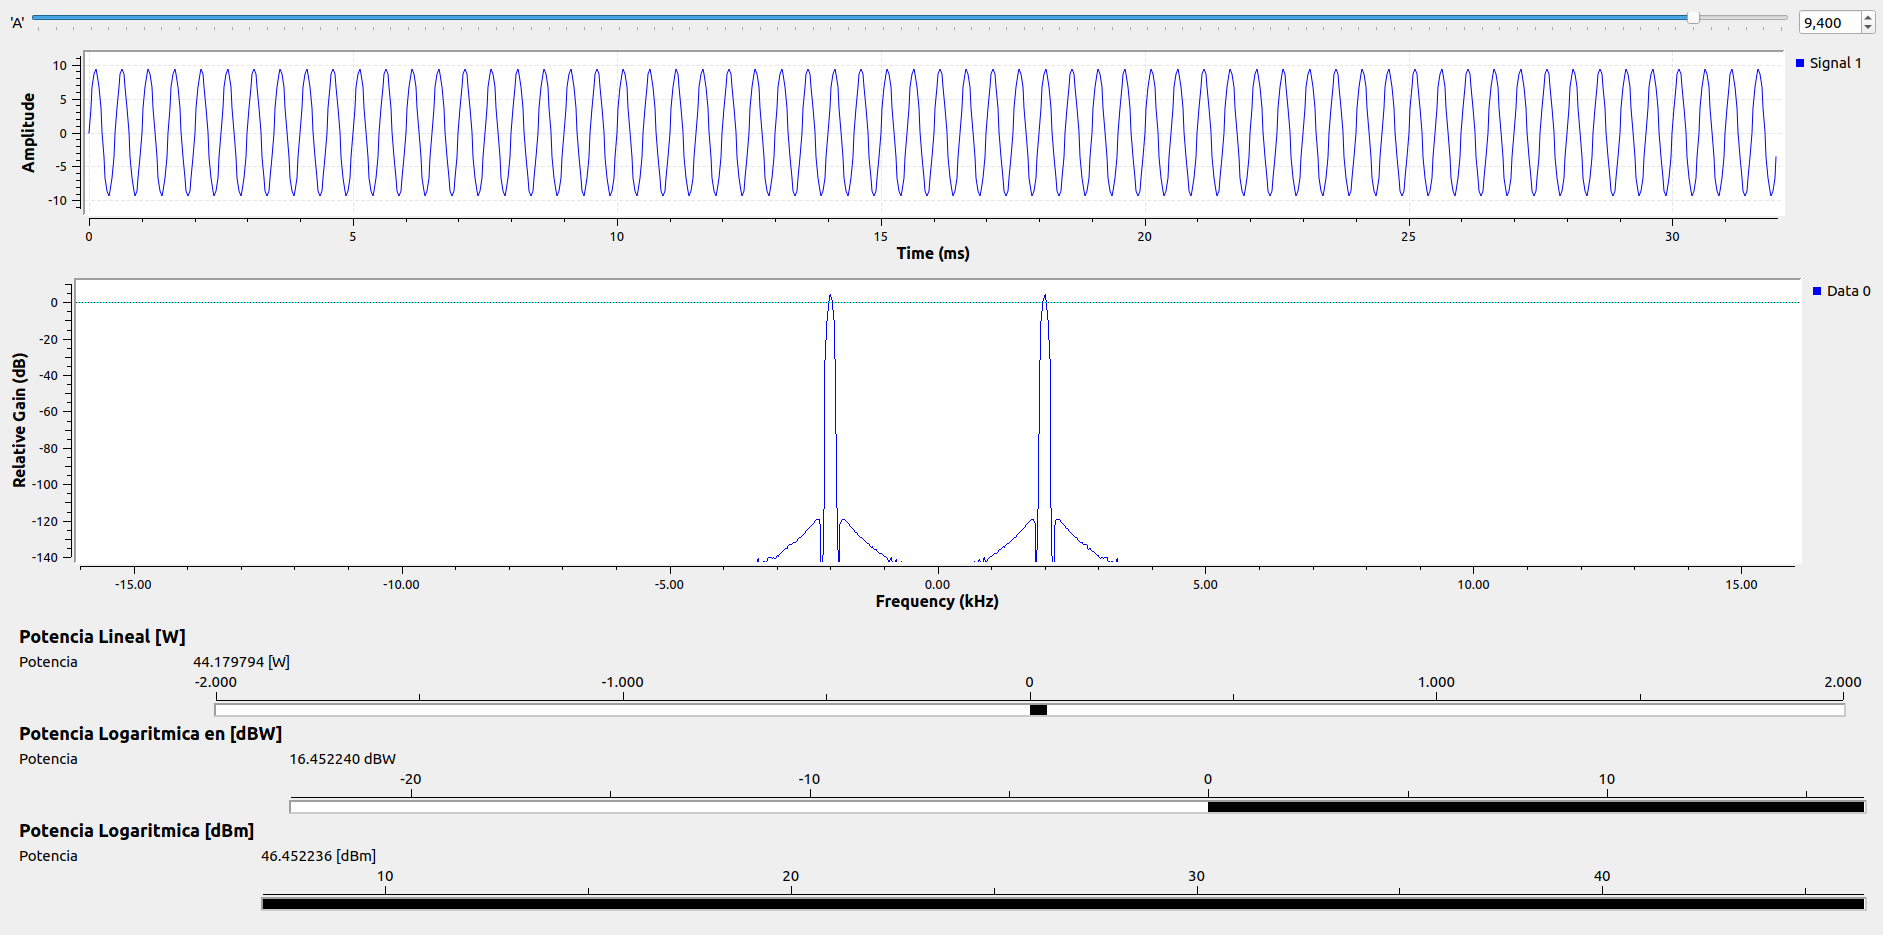 'A' 9,400
Signal 1
Amplitude
10
5
0
-5
-10
0 5 10 15 20 25 30
Time (ms)
Data 0
Relative Gain (dB)
0
-20
-40
-60
-80
-100
-120
-140
-15.00 -10.00 -5.00 0.00 5.00 10.00 15.00
Frequency (kHz)
Potencia Lineal [W]
Potencia 44.179794 [W]
-2.000 -1.000 0 1.000 2.000
Potencia Logaritmica en [dBW]
Potencia 16.452240 dBW
-20 -10 0 10
Potencia Logaritmica [dBm]
Potencia 46.452236 [dBm]
10 20 30 40